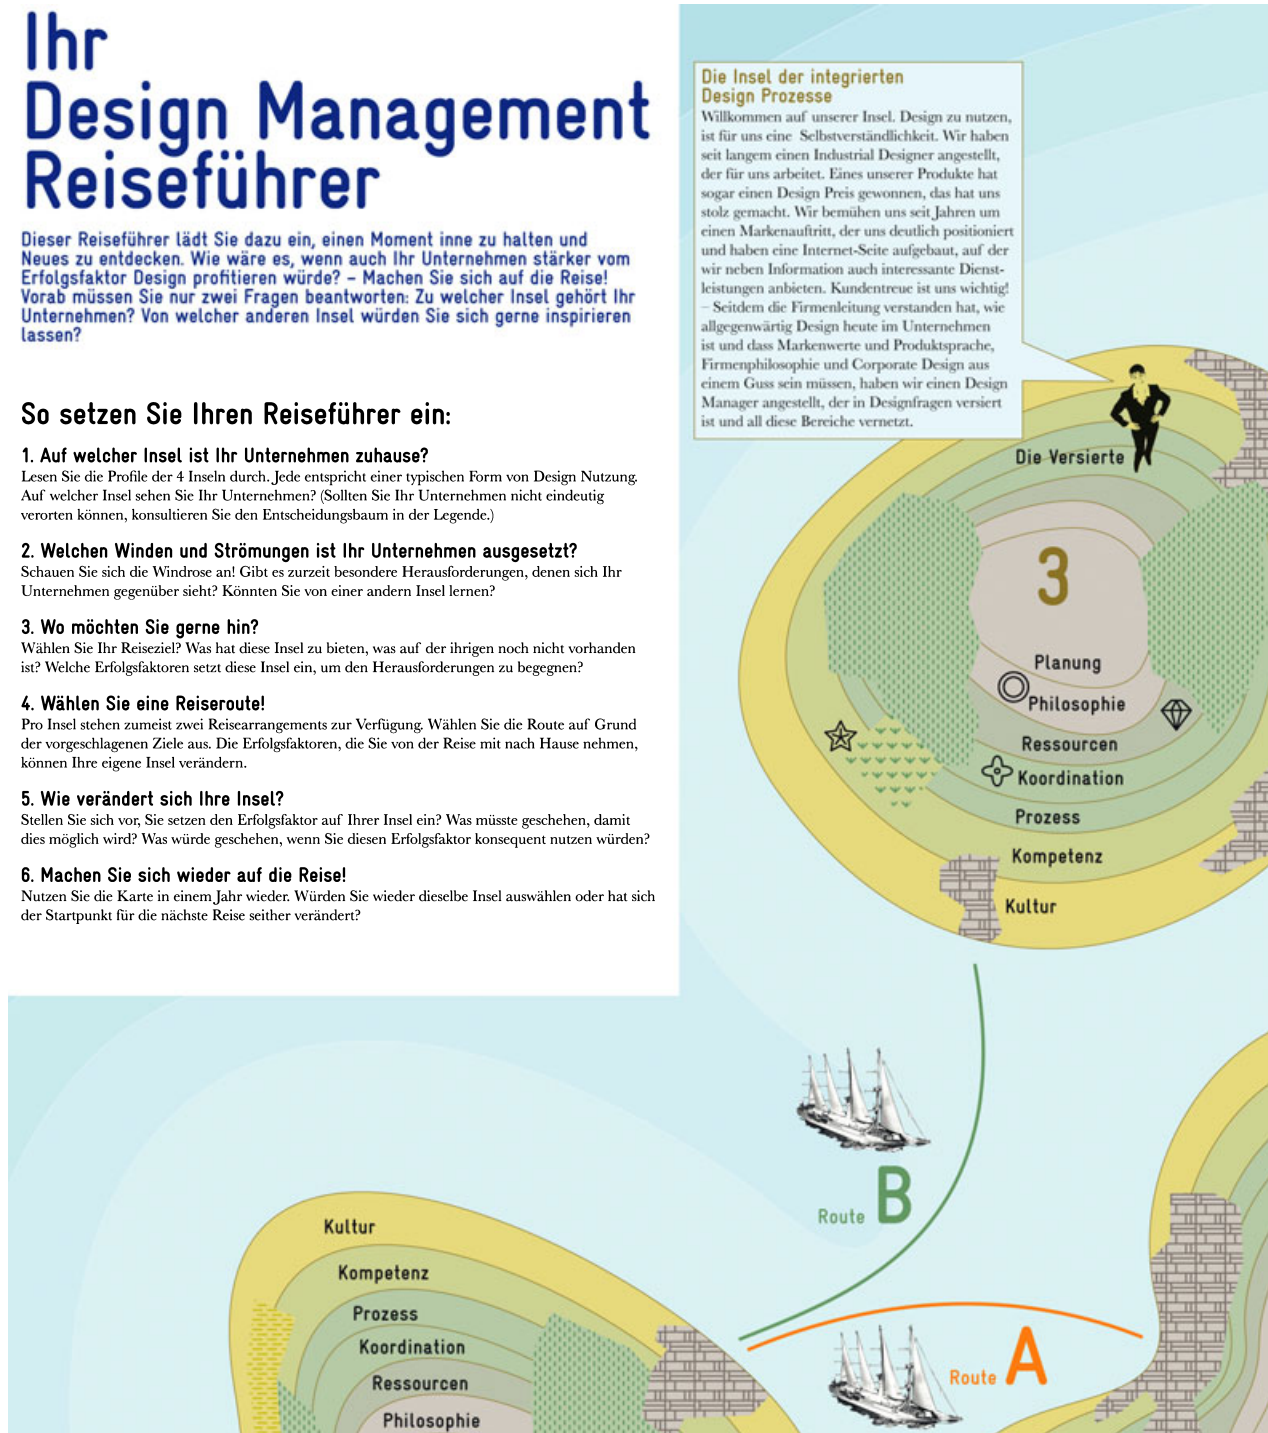 Ihr
Design Management
Reiseführer
Dieser Reiseführer lädt Sie dazu ein, einen Moment inne zu halten und
Neues zu entdecken. Wie wäre es, wenn auch Ihr Unternehmen stärker vom
Erfolgsfaktor Design profitieren würde? – Machen Sie sich auf die Reise!
Vorab müssen Sie nur zwei Fragen beantworten: Zu welcher Insel gehört Ihr
Unternehmen? Von welcher anderen Insel würden Sie sich gerne inspirieren
lassen?
So setzen Sie Ihren Reiseführer ein:
1. Auf welcher Insel ist Ihr Unternehmen zuhause?
Lesen Sie die Profile der 4 Inseln durch. Jede entspricht einer typischen Form von Design Nutzung.
Auf welcher Insel sehen Sie Ihr Unternehmen? (Sollten Sie Ihr Unternehmen nicht eindeutig
verorten können, konsultieren Sie den Entscheidungsbaum in der Legende.)
2. Welchen Winden und Strömungen ist Ihr Unternehmen ausgesetzt?
Schauen Sie sich die Windrose an! Gibt es zurzeit besondere Herausforderungen, denen sich Ihr
Unternehmen gegenüber sieht? Könnten Sie von einer andern Insel lernen?
3. Wo möchten Sie gerne hin?
Wählen Sie Ihr Reiseziel? Was hat diese Insel zu bieten, was auf der ihrigen noch nicht vorhanden
ist? Welche Erfolgsfaktoren setzt diese Insel ein, um den Herausforderungen zu begegnen?
4. Wählen Sie eine Reiseroute!
Pro Insel stehen zumeist zwei Reisearrangements zur Verfügung. Wählen Sie die Route auf Grund
der vorgeschlagenen Ziele aus. Die Erfolgsfaktoren, die Sie von der Reise mit nach Hause nehmen,
können Ihre eigene Insel verändern.
5. Wie verändert sich Ihre Insel?
Stellen Sie sich vor, Sie setzen den Erfolgsfaktor auf Ihrer Insel ein? Was müsste geschehen, damit
dies möglich wird? Was würde geschehen, wenn Sie diesen Erfolgsfaktor konsequent nutzen würden?
6. Machen Sie sich wieder auf die Reise!
Nutzen Sie die Karte in einem Jahr wieder. Würden Sie wieder dieselbe Insel auswählen oder hat sich
der Startpunkt für die nächste Reise seither verändert?
Die Insel der integrierten
Design Prozesse
Willkommen auf unserer Insel. Design zu nutzen,
ist für uns eine Selbstverständlichkeit. Wir haben
seit langem einen Industrial Designer angestellt,
der für uns arbeitet. Eines unserer Produkte hat
sogar einen Design Preis gewonnen, das hat uns
stolz gemacht. Wir bemühen uns seit Jahren um
einen Markenauftritt, der uns deutlich positioniert
und haben eine Internet-Seite aufgebaut, auf der
wir neben Information auch interessante Dienst-
leistungen anbieten. Kundentreue ist uns wichtig!
– Seitdem die Firmenleitung verstanden hat, wie
allgegenwärtig Design heute im Unternehmen
ist und dass Markenwerte und Produktsprache,
Firmenphilosophie und Corporate Design aus
einem Guss sein müssen, haben wir einen Design
Manager angestellt, der in Designfragen versiert
ist und all diese Bereiche vernetzt.
Die Versierte
3
Planung
Philosophie
Ressourcen
Koordination
Prozess
Kompetenz
Kultur
Route B
Route A
Kultur
Kompetenz
Prozess
Koordination
Ressourcen
Philosophie